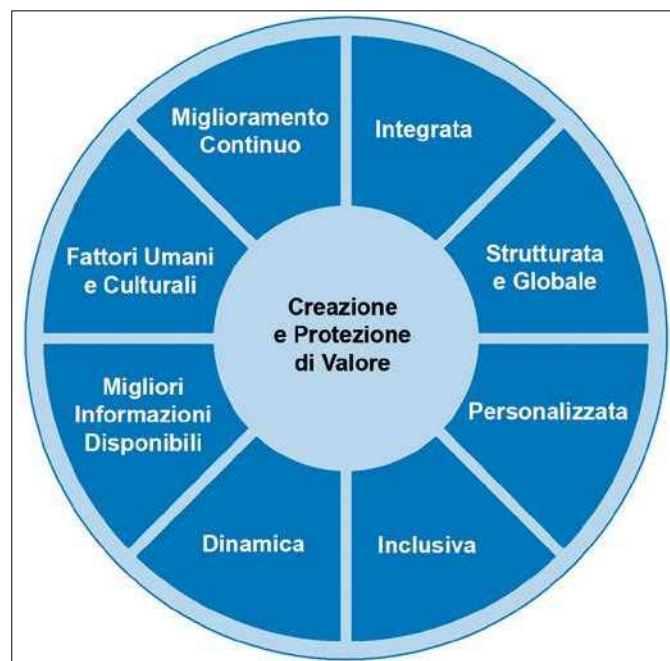 Miglioramento
Continuo
Integrata
Strutturata
e Globale
Personalizzata
Inclusiva
Dinamica
Migliori
Informazioni
Disponibili
Fattori Umani
e Culturali
Creazione
e Protezione
di Valore